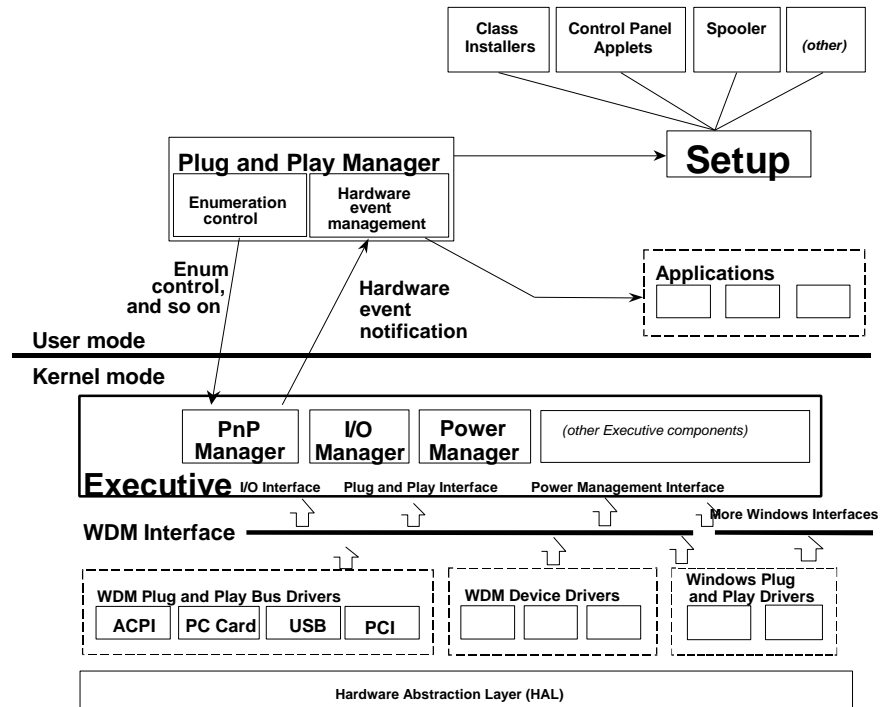 Class
Installers
Control Panel
Applets
Spooler
(other)
Plug and Play Manager
Setup
Enumeration
control
Hardware
event
management
Enum
control,
and so on
Hardware
event
notification
Applications
User mode
Kernel mode
PnP
Manager
I/O
Manager
Power
Manager
(other Executive components)
Executive
I/O Interface
Plug and Play Interface
Power Management Interface
WDM Interface
More Windows Interfaces
WDM Plug and Play Bus Drivers
ACPI
PC Card
USB
PCI
WDM Device Drivers
Windows Plug
and Play Drivers
Hardware Abstraction Layer (HAL)